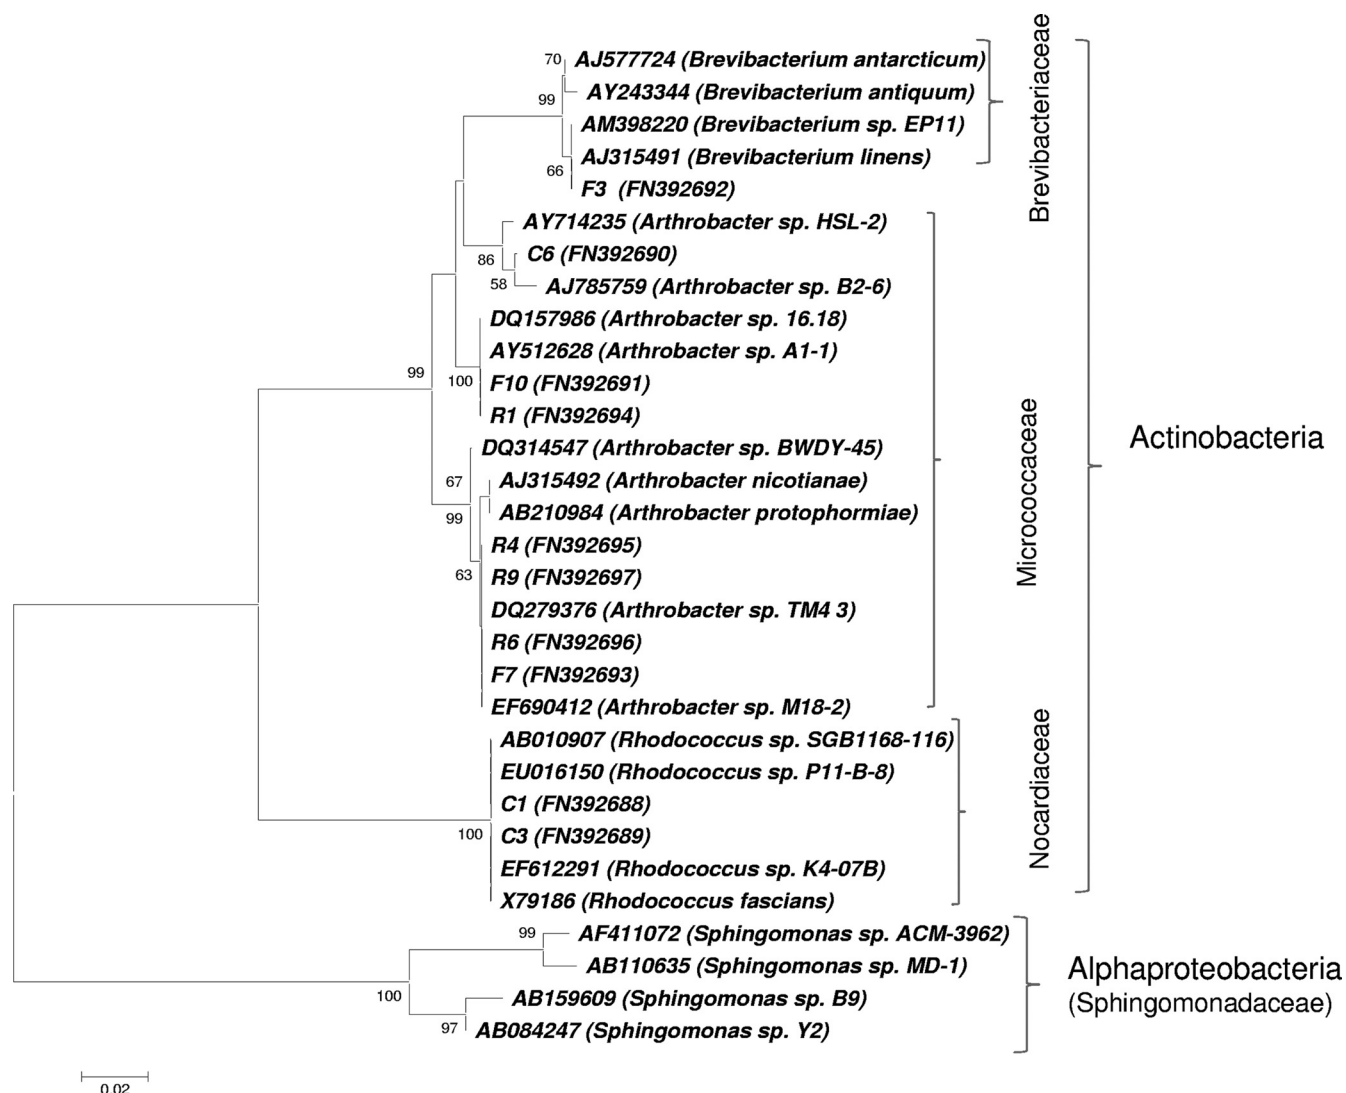 70
AJ577724 (Brevibacterium antarcticum)
AY243344 (Brevibacterium antiquum)
99
AM398220 (Brevibacterium sp. EP11)
AJ315491 (Brevibacterium linens)
66
F3 (FN392692)
Brevibacteriaceae
AY714235 (Arthrobacter sp. HSL-2)
C6 (FN392690)
86
58
AJ785759 (Arthrobacter sp. B2-6)
DQ157986 (Arthrobacter sp. 16.18)
AY512628 (Arthrobacter sp. A1-1)
99
100
F10 (FN392691)
R1 (FN392694)
DQ314547 (Arthrobacter sp. BWDY-45)
67
AJ315492 (Arthrobacter nicotianae)
AB210984 (Arthrobacter protophormiae)
99
R4 (FN392695)
63
R9 (FN392697)
DQ279376 (Arthrobacter sp. TM4 3)
R6 (FN392696)
F7 (FN392693)
EF690412 (Arthrobacter sp. M18-2)
Micrococcaceae
Actinobacteria
AB010907 (Rhodococcus sp. SGB1168-116)
EU016150 (Rhodococcus sp. P11-B-8)
C1 (FN392688)
100
C3 (FN392689)
EF612291 (Rhodococcus sp. K4-07B)
X79186 (Rhodococcus fascians)
Nocardiaceae
99
AF411072 (Sphingomonas sp. ACM-3962)
AB110635 (Sphingomonas sp. MD-1)
100
AB159609 (Sphingomonas sp. B9)
97
AB084247 (Sphingomonas sp. Y2)
Alphaproteobacteria
(Sphingomonadaceae)
0.02